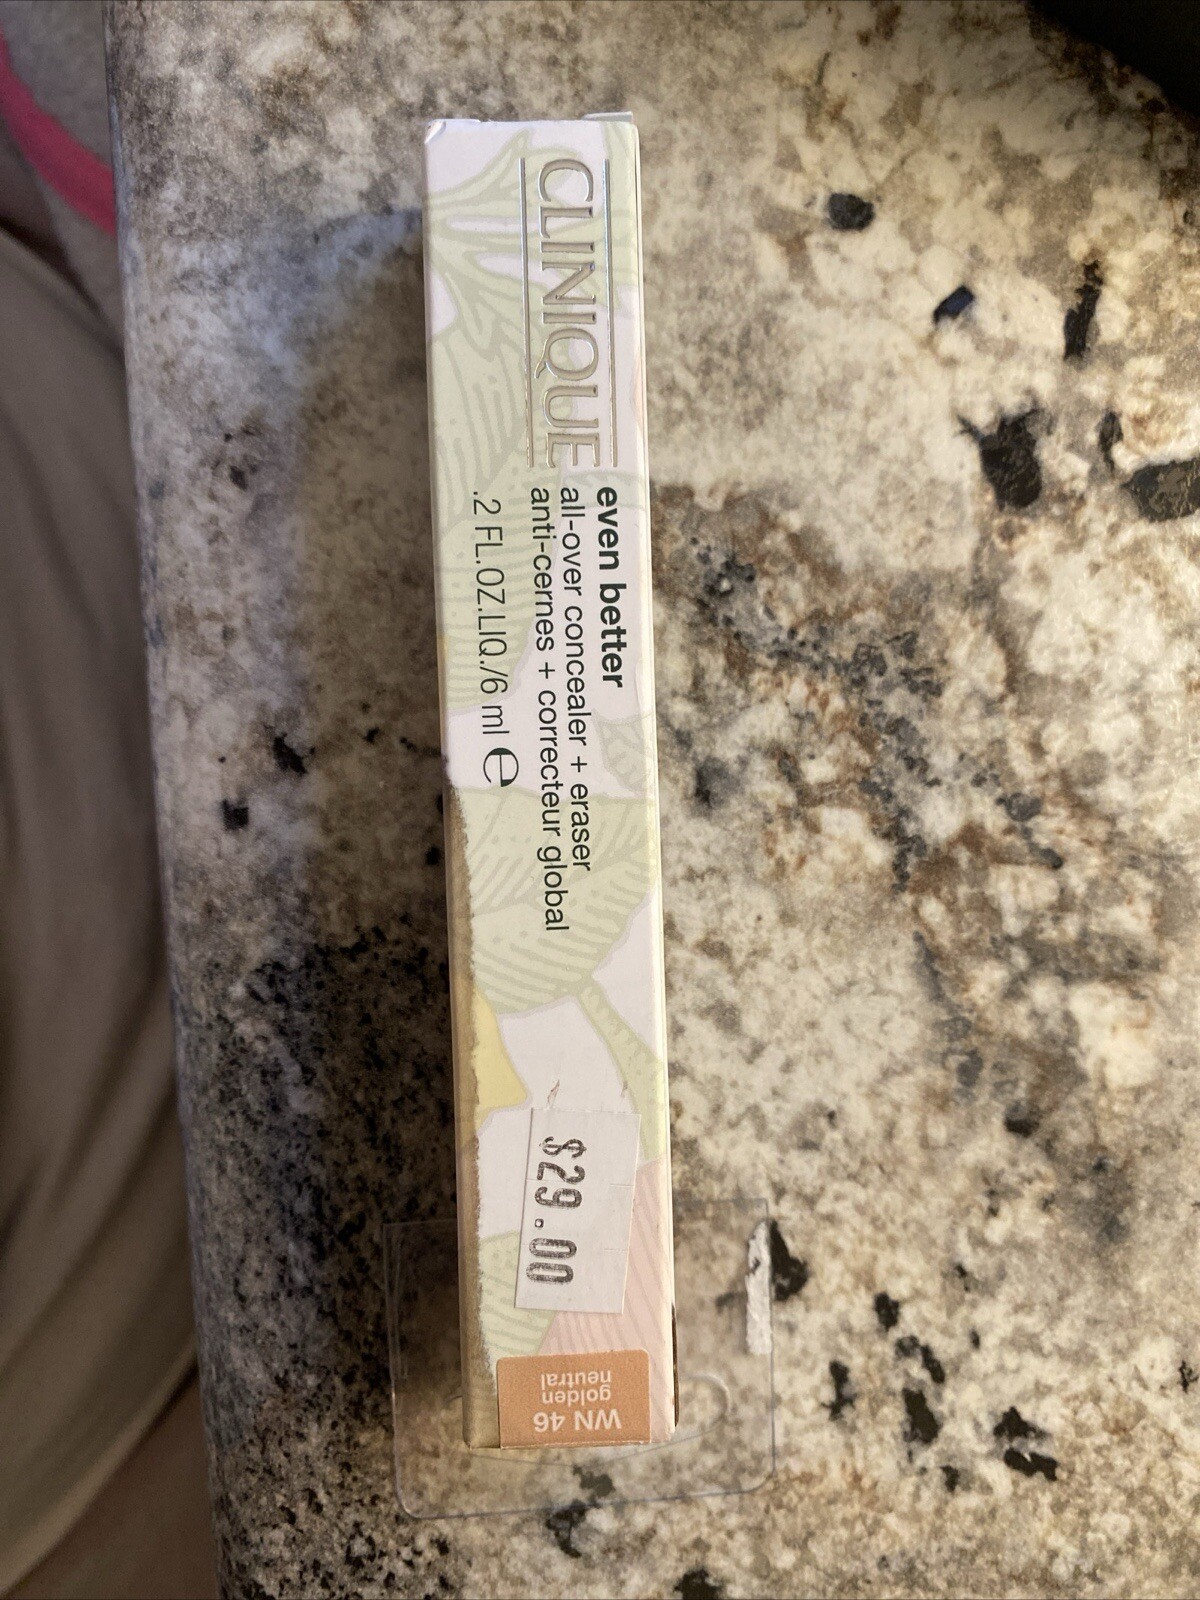 CLINIQUE
even better
all-over concealer + eraser
anti-cernes + correcteur global
.2 FL.OZ.LIQ./6 ml ℮
$29.00
WN 46
golden
neutral